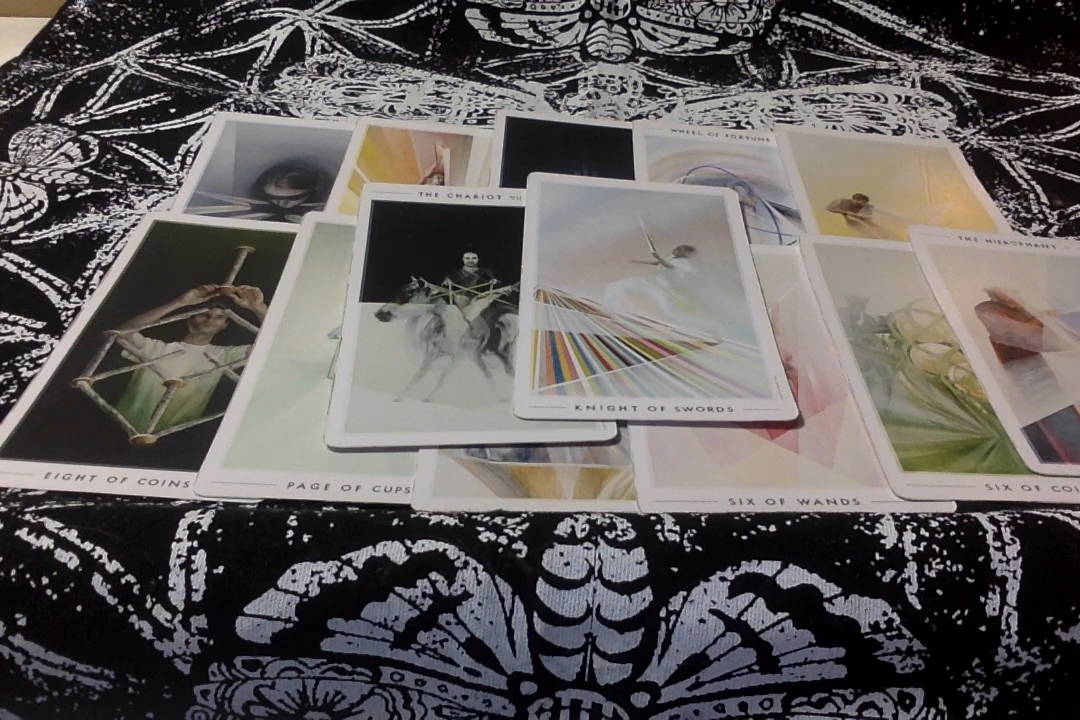 WHEEL OF FORTUNE
THE CHARIOT VII
THE HIEROPHANT
KNIGHT OF SWORDS
EIGHT OF COINS
PAGE OF CUPS
SIX OF WANDS
SIX OF COI